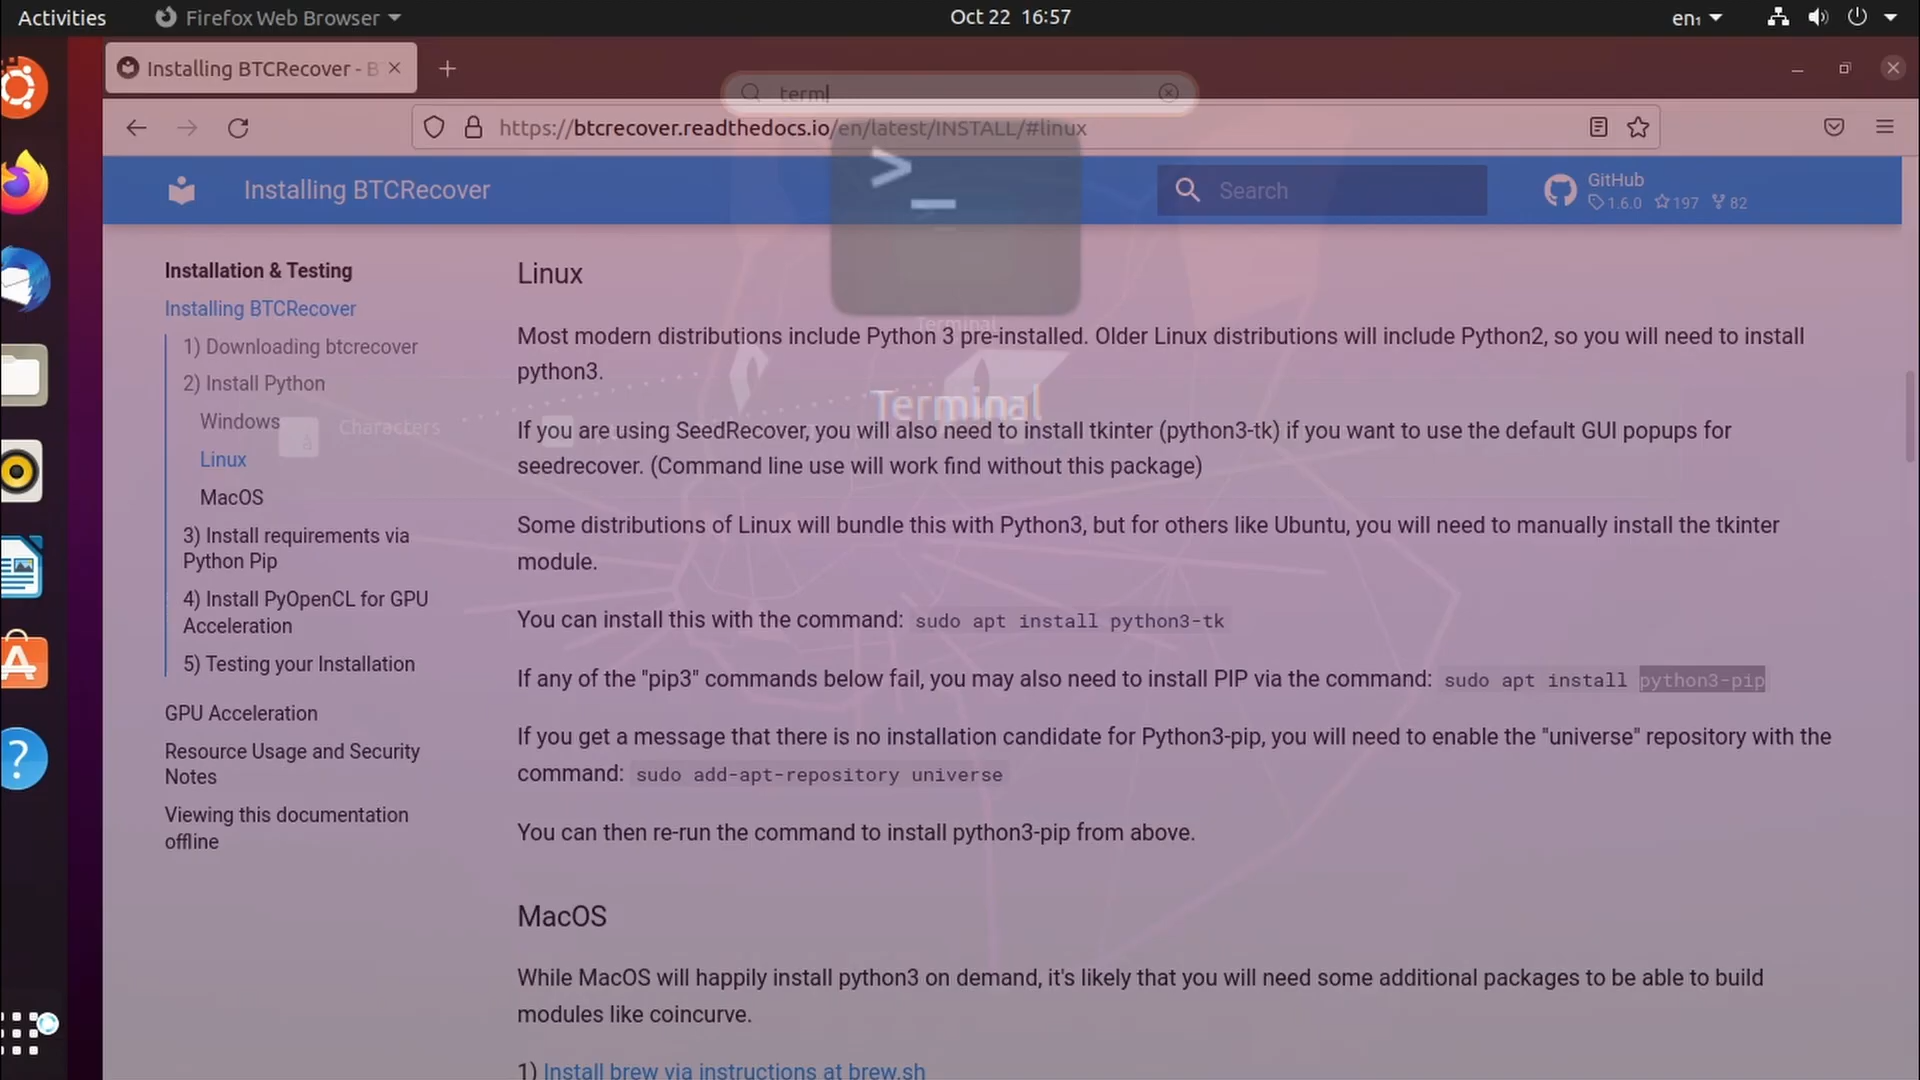 Activities
Firefox Web Browser
Oct 22 16:57
en₁
Installing BTCRecover - B
term
https://btcrecover.readthedocs.io/en/latest/INSTALL/#linux
Installing BTCRecover
Search
GitHub
1.6.0 197 82
Installation & Testing
Installing BTCRecover
1) Downloading btcrecover
2) Install Python
Windows
Linux
MacOS
3) Install requirements via
Python Pip
4) Install PyOpenCL for GPU
Acceleration
5) Testing your Installation
GPU Acceleration
Resource Usage and Security
Notes
Viewing this documentation
offline
Characters
Terminal
Terminal
Linux
Most modern distributions include Python 3 pre-installed. Older Linux distributions will include Python2, so you will need to install
python3.
If you are using SeedRecover, you will also need to install tkinter (python3-tk) if you want to use the default GUI popups for
seedrecover. (Command line use will work find without this package)
Some distributions of Linux will bundle this with Python3, but for others like Ubuntu, you will need to manually install the tkinter
module.
You can install this with the command: sudo apt install python3-tk
If any of the "pip3" commands below fail, you may also need to install PIP via the command: sudo apt install python3-pip
If you get a message that there is no installation candidate for Python3-pip, you will need to enable the "universe" repository with the
command: sudo add-apt-repository universe
You can then re-run the command to install python3-pip from above.
MacOS
While MacOS will happily install python3 on demand, it's likely that you will need some additional packages to be able to build
modules like coincurve.
1) Install brew via instructions at brew.sh